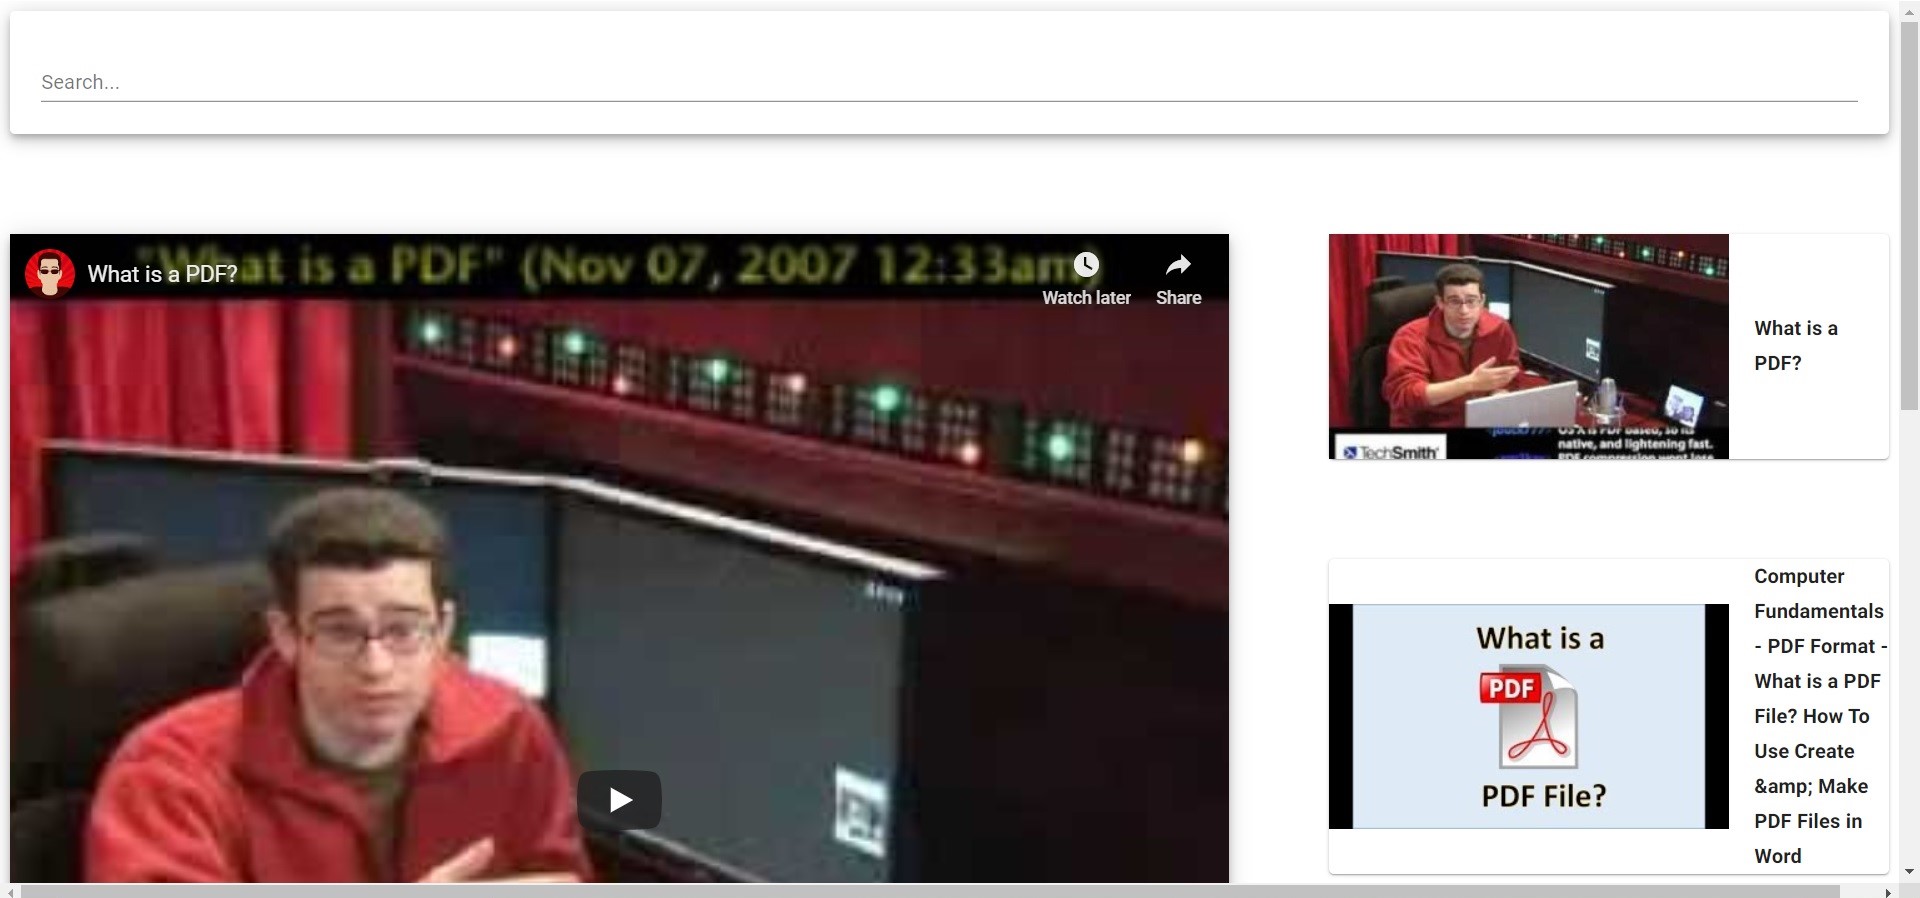 Search...
"What is a PDF" (Nov 07, 2007 12:33am)
What is a PDF?
Watch later
Share
What is a
PDF?
TechSmith
native, and lightening fast.
Computer
Fundamentals
- PDF Format -
What is a PDF
File? How To
Use Create
&amp; Make
PDF Files in
Word
What is a
PDF
PDF File?